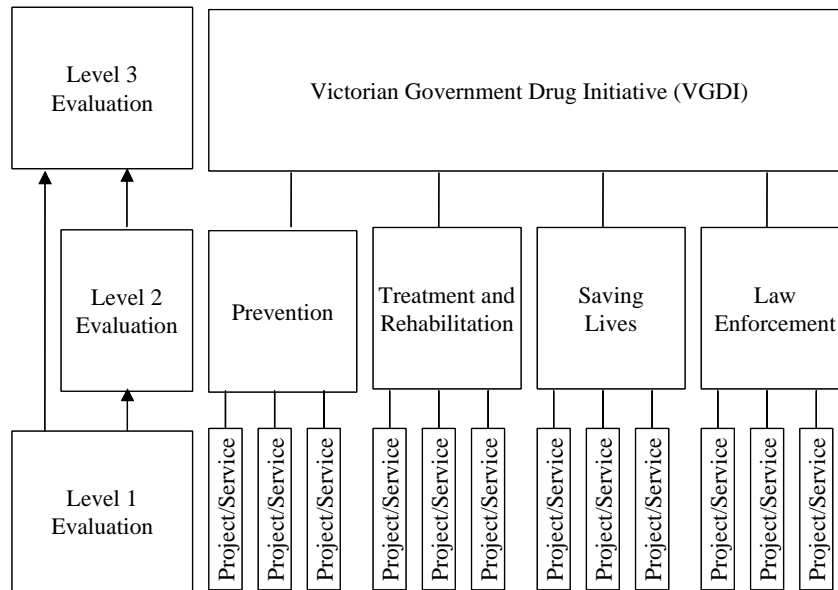 Level 3
Evaluation
Victorian Government Drug Initiative (VGDI)
Level 2
Evaluation
Prevention
Treatment and
Rehabilitation
Saving
Lives
Law
Enforcement
Level 1
Evaluation
Project/Service
Project/Service
Project/Service
Project/Service
Project/Service
Project/Service
Project/Service
Project/Service
Project/Service
Project/Service
Project/Service
Project/Service